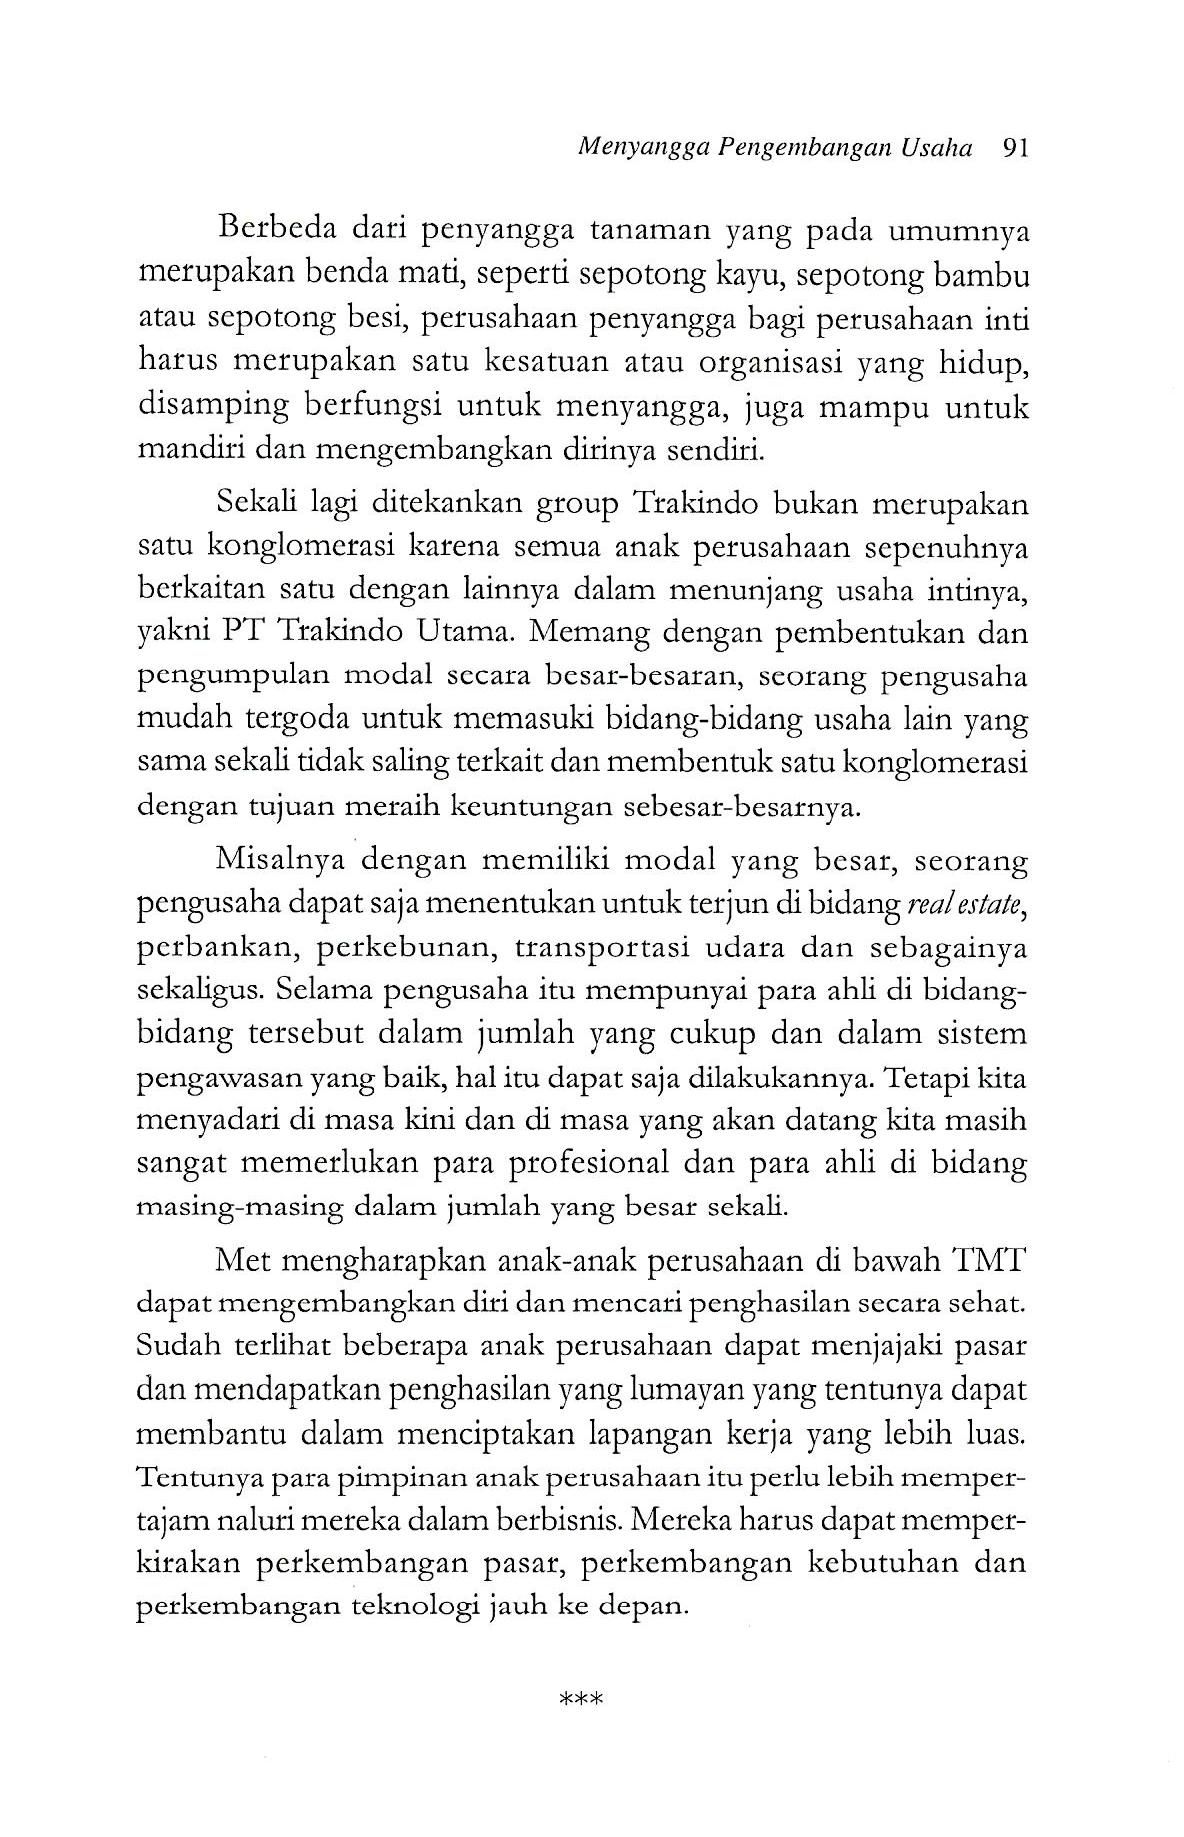 Menyangga Pengembangan Usaha 91
Berbeda dari penyangga tanaman yang pada umumnya
merupakan benda mati, seperti sepotong kayu, sepotong bambu
atau sepotong besi, perusahaan penyangga bagi perusahaan inti
harus merupakan satu kesatuan atau organisasi yang hidup,
disamping berfungsi untuk menyangga, juga mampu untuk
mandiri dan mengembangkan dirinya sendiri.
Sekali lagi ditekankan group Trakindo bukan merupakan
satu konglomerasi karena semua anak perusahaan sepenuhnya
berkaitan satu dengan lainnya dalam menunjang usaha intinya,
yakni PT Trakindo Utama. Memang dengan pembentukan dan
pengumpulan modal secara besar-besaran, seorang pengusaha
mudah tergoda untuk memasuki bidang-bidang usaha lain yang
sama sekali tidak saling terkait dan membentuk satu konglomerasi
dengan tujuan meraih keuntungan sebesar-besarnya.
Misalnya dengan memiliki modal yang besar, seorang
pengusaha dapat saja menentukan untuk terjun di bidang real estate,
perbankan, perkebunan, transportasi udara dan sebagainya
sekaligus. Selama pengusaha itu mempunyai para ahli di bidang-
bidang tersebut dalam jumlah yang cukup dan dalam sistem
pengawasan yang baik, hal itu dapat saja dilakukannya. Tetapi kita
menyadari di masa kini dan di masa yang akan datang kita masih
sangat memerlukan para profesional dan para ahli di bidang
masing-masing dalam jumlah yang besar sekali.
Met mengharapkan anak-anak perusahaan di bawah TMT
dapat mengembangkan diri dan mencari penghasilan secara sehat.
Sudah terlihat beberapa anak perusahaan dapat menjajaki pasar
dan mendapatkan penghasilan yang lumayan yang tentunya dapat
membantu dalam menciptakan lapangan kerja yang lebih luas.
Tentunya para pimpinan anak perusahaan itu perlu lebih memper-
tajam naluri mereka dalam berbisnis. Mereka harus dapat memper-
kirakan perkembangan pasar, perkembangan kebutuhan dan
perkembangan teknologi jauh ke depan.
***